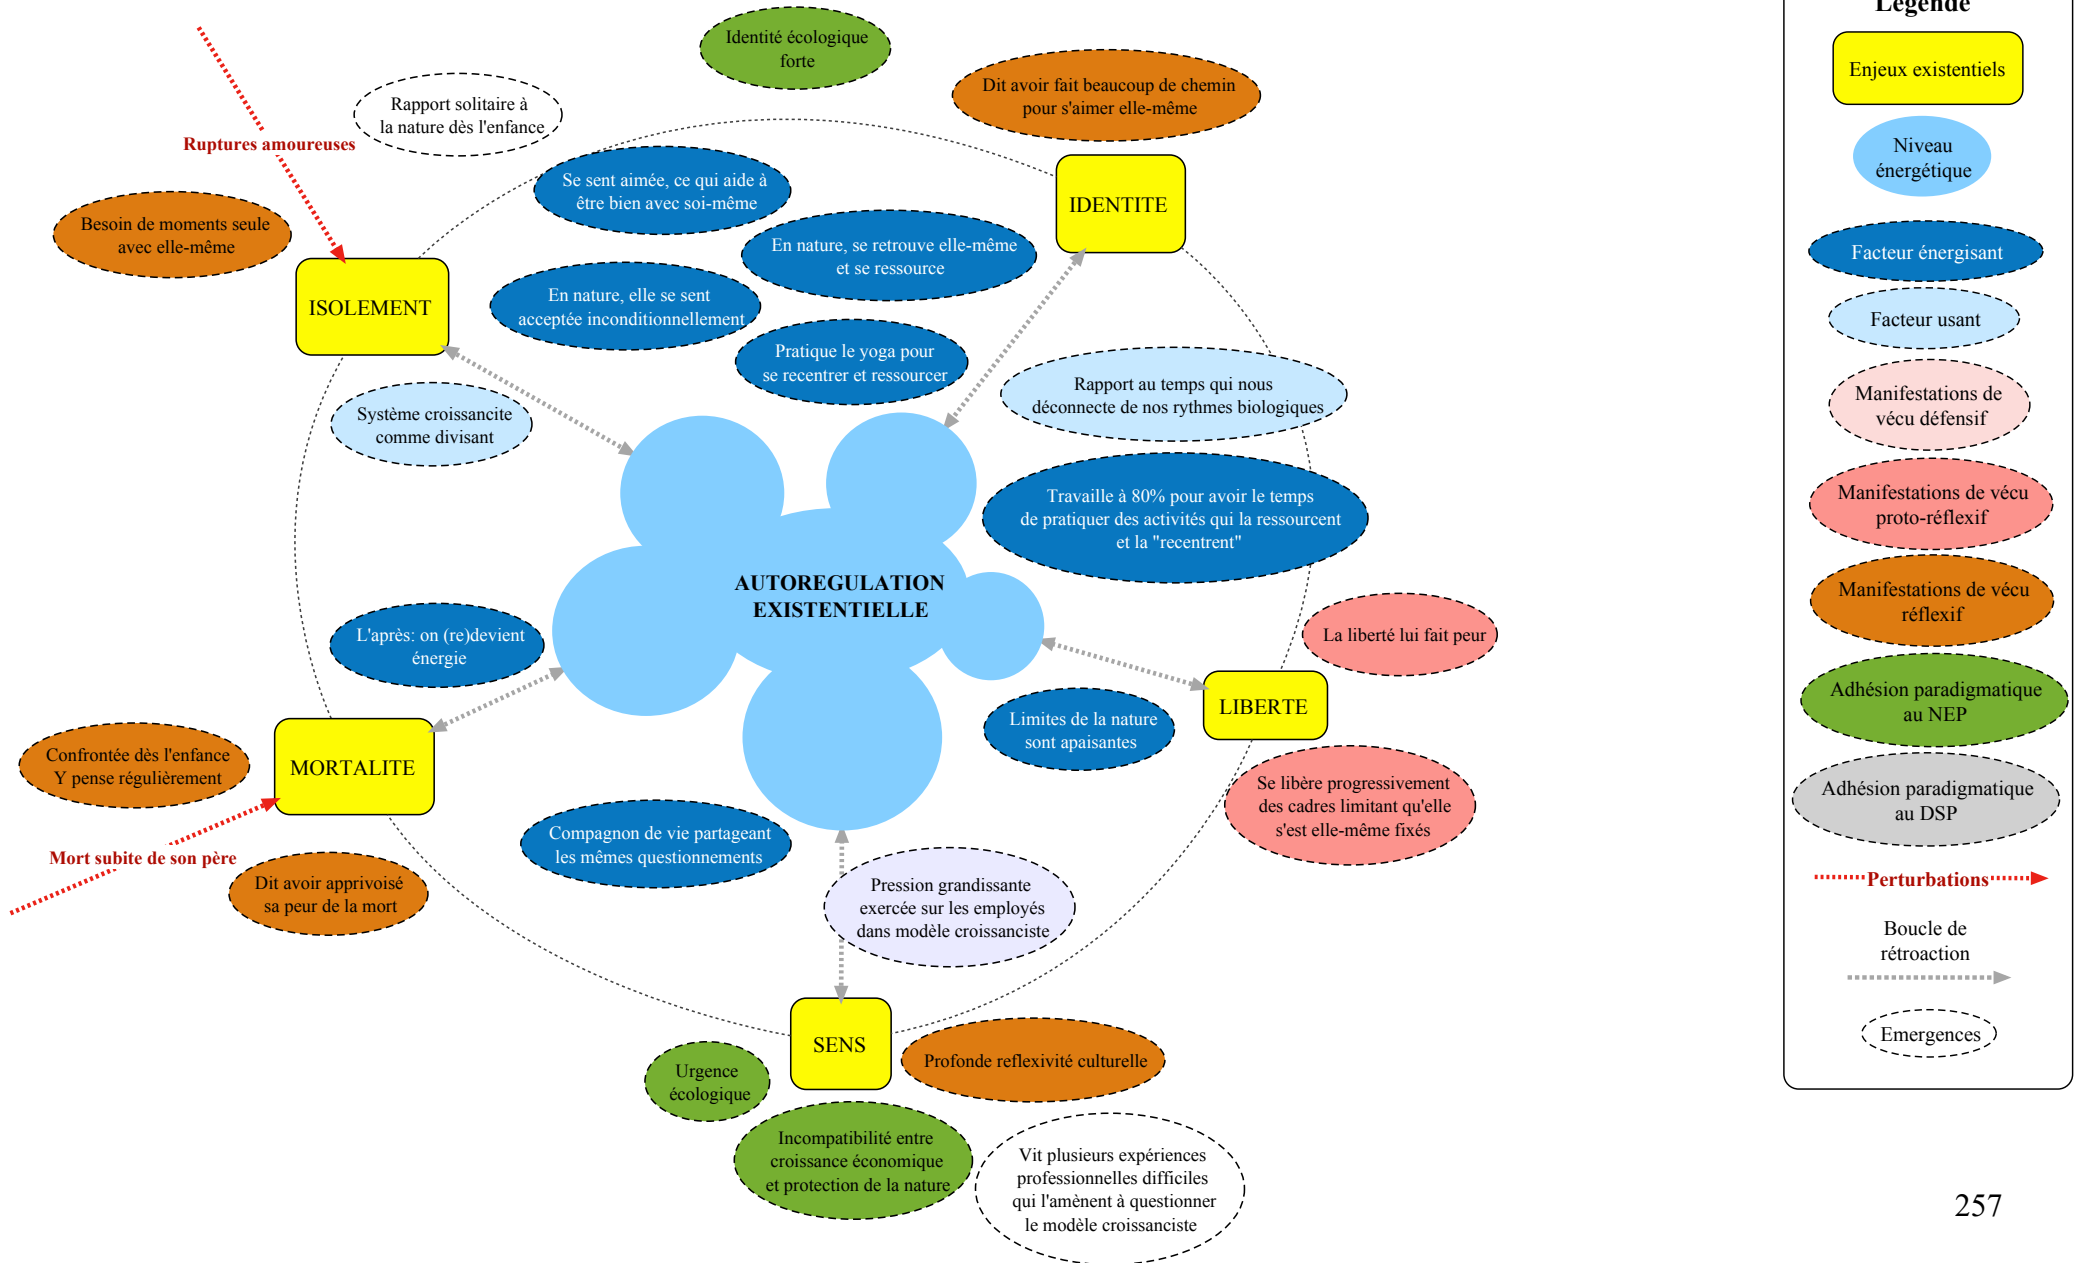 Identité écologique
forte
Dit avoir fait beaucoup de chemin
pour s'aimer elle-même
Rapport solitaire à
la nature dès l'enfance
Ruptures amoureuses
Besoin de moments seule
avec elle-même
Se sent aimée, ce qui aide à
être bien avec soi-même
IDENTITE
En nature, se retrouve elle-même
et se ressource
ISOLEMENT
En nature, elle se sent
acceptée inconditionnellement
Pratique le yoga pour
se recentrer et ressourcer
Rapport au temps qui nous
déconnecte de nos rythmes biologiques
Système croissancite
comme divisant
Travaille à 80% pour avoir le temps
de pratiquer des activités qui la ressourcent
et la "recentrent"
AUTOREGULATION
EXISTENTIELLE
L'après: on (re)devient
énergie
La liberté lui fait peur
LIBERTE
Limites de la nature
sont apaisantes
Confrontée dès l'enfance
Y pense régulièrement
MORTALITE
Se libère progressivement
des cadres limitant qu'elle
s'est elle-même fixés
Mort subite de son père
Compagnon de vie partageant
les mêmes questionnements
Dit avoir apprivoisé
sa peur de la mort
Pression grandissante
exercée sur les employés
dans modèle croissanciste
SENS
Profonde reflexivité culturelle
Urgence
écologique
Incompatibilité entre
croissance économique
et protection de la nature
Vit plusieurs expériences
professionnelles difficiles
qui l'amènent à questionner
le modèle croissanciste
Légende
Enjeux existentiels
Niveau
énergétique
Facteur énergisant
Facteur usant
Manifestations de
vécu défensif
Manifestations de vécu
proto-réflexif
Manifestations de vécu
réflexif
Adhésion paradigmatique
au NEP
Adhésion paradigmatique
au DSP
Perturbations
Boucle de
rétroaction
Emergences
257